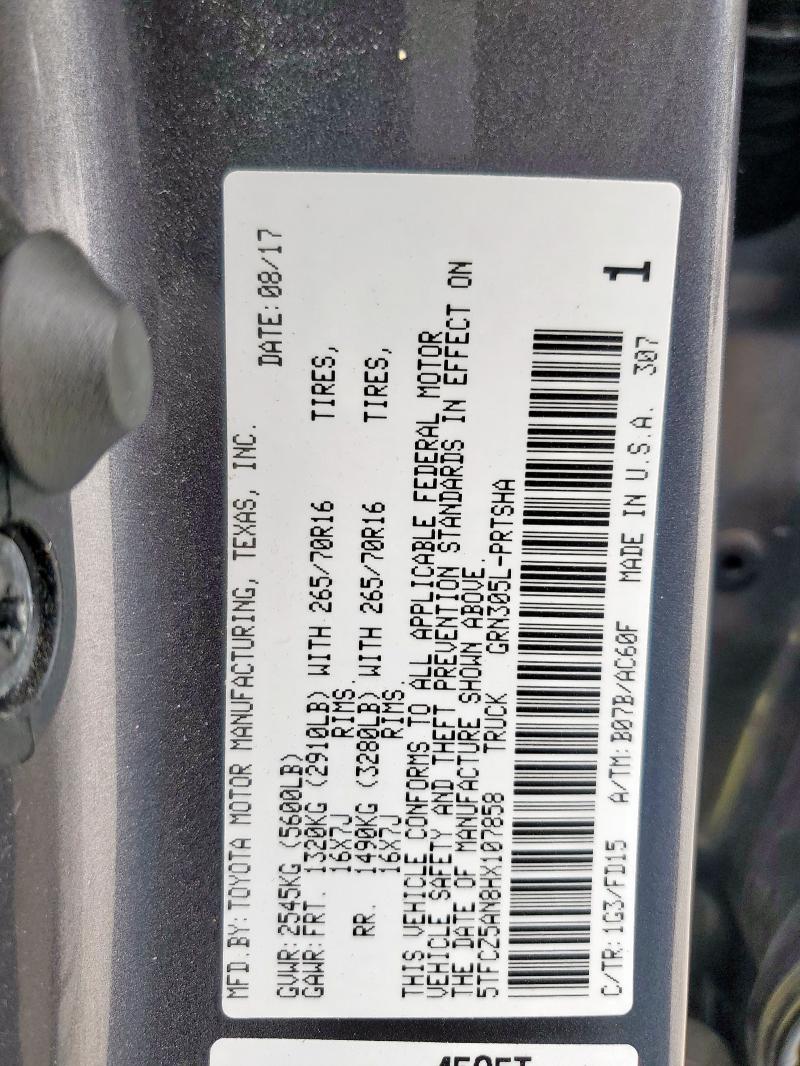 MFD.BY: TOYOTA MOTOR MANUFACTURING, TEXAS, INC.
DATE: 08/17
GVWR: 2545KG (5600LB)
GAWR: FRT. 1320KG (2910LB) WITH 265/70R16 TIRES,
16X7J RIMS,
RR. 1490KG (3280LB) WITH 265/70R16 TIRES,
16X7J RIMS,
THIS VEHICLE CONFORMS TO ALL APPLICABLE FEDERAL MOTOR
VEHICLE SAFETY AND THEFT PREVENTION STANDARDS IN EFFECT ON
THE DATE OF MANUFACTURE SHOWN ABOVE.
5TFCZ5AN8HX107858 TRUCK GRN305L-PRTSHA
1
C/TR: 1G3/FD15 A/TM: B07B/AC60F MADE IN U.S.A. 307